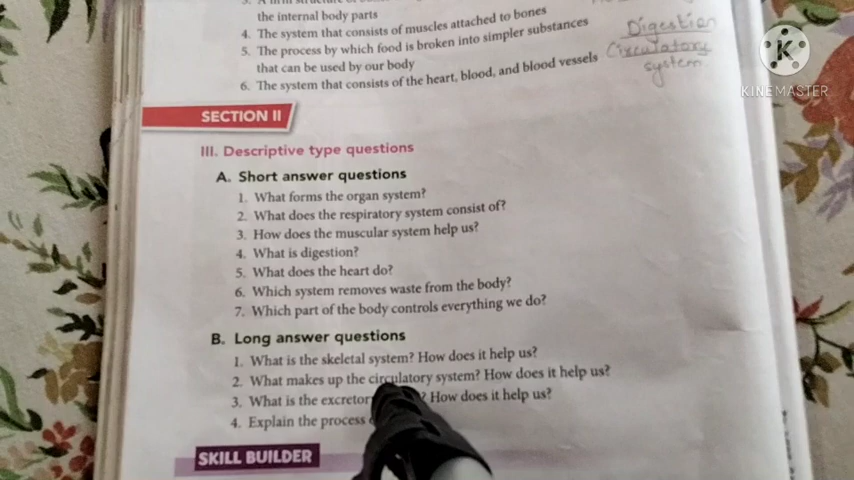 the internal body parts
4. The system that consists of muscles attached to bones
5. The process by which food is broken into simpler substances
that can be used by our body
Digestion
6. The system that consists of the heart, blood, and blood vessels
Circulatory
system.
K
KINEMASTER
SECTION II
III. Descriptive type questions
A. Short answer questions
1. What forms the organ system?
2. What does the respiratory system consist of?
3. How does the muscular system help us?
4. What is digestion?
5. What does the heart do?
6. Which system removes waste from the body?
7. Which part of the body controls everything we do?
B. Long answer questions
1. What is the skeletal system? How does it help us?
2. What makes up the circulatory system? How does it help us?
3. What is the excretory ? How does it help us?
4. Explain the process
SKILL BUILDER